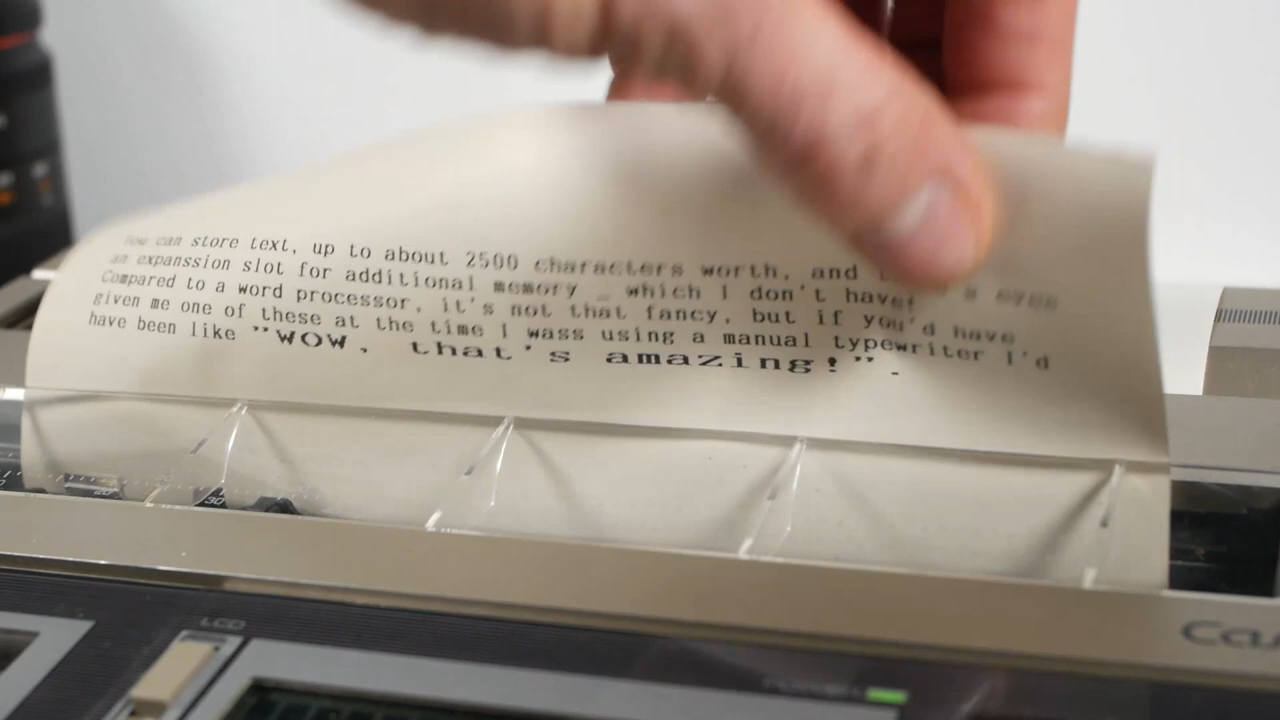 You can store text, up to about 2500 characters worth, and
an expanssion slot for additional memory _ which I don't have!
Compared to a word processor, it's not that fancy, but if you'd have
given me one of these at the time I wass using a manual typewriter I'd
have been like "WOW, that's amazing!".
20
30
LCD